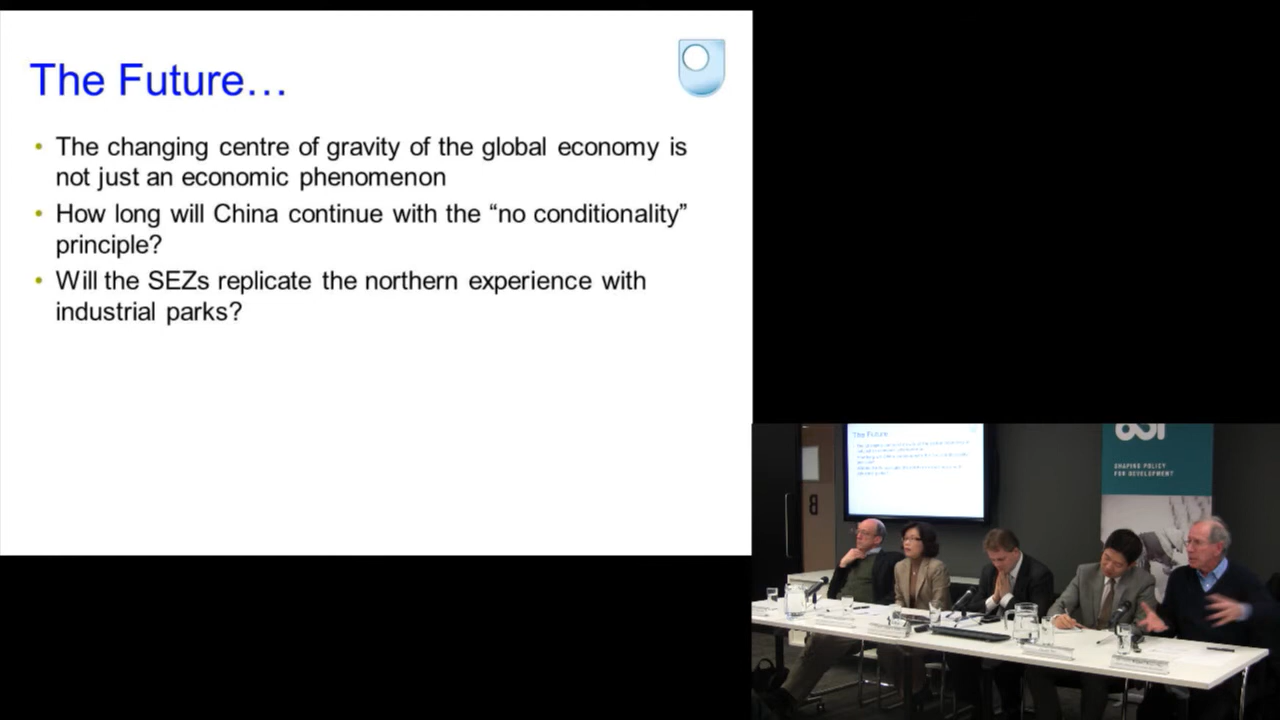 The Future…
• The changing centre of gravity of the global economy is
not just an economic phenomenon
• How long will China continue with the “no conditionality”
principle?
• Will the SEZs replicate the northern experience with
industrial parks?
The Future
SHAPING POLICY
FOR DEVELOPMENT